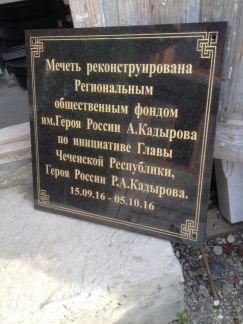 Мечеть реконструирована
Региональным
общественным фондом
им.Героя России А.Кадырова
по инициативе Главы
Чеченской Республики,
Героя России Р.А.Кадырова.
15.09.16 - 05.10.16